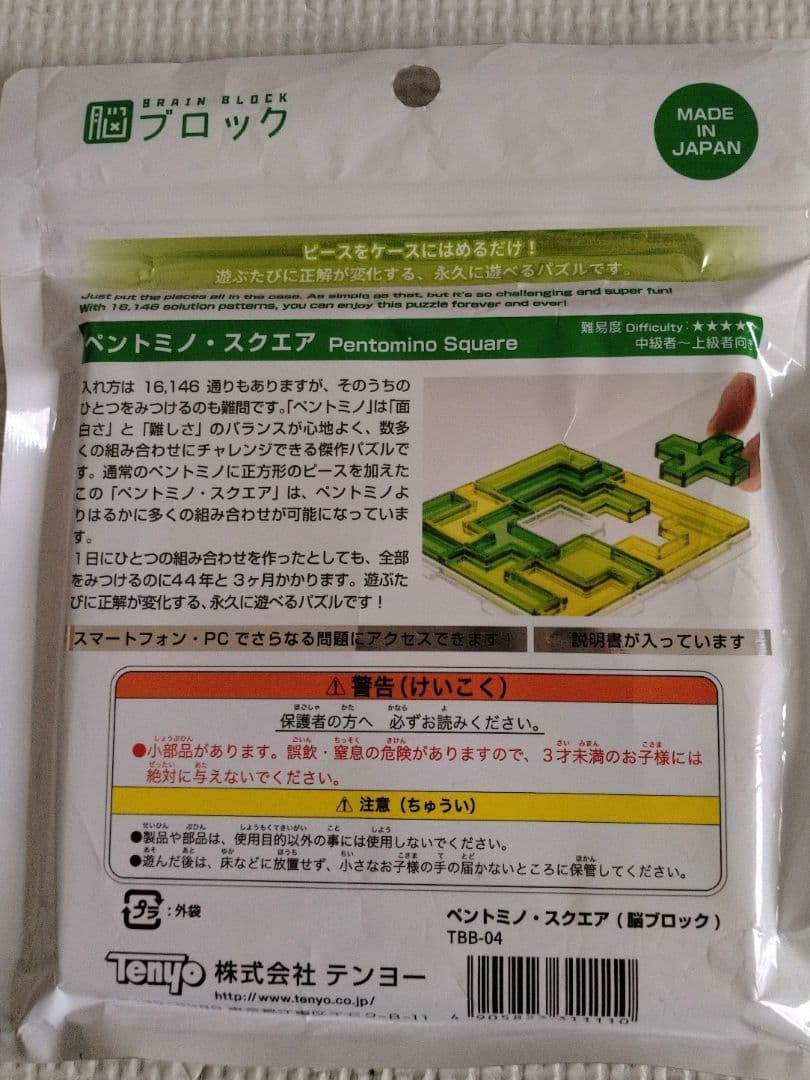 BRAIN BLOCK
脳ブロック
MADE
IN
JAPAN
ピースをケースにはめるだけ！
遊ぶたびに正解が変化する、永久に遊べるパズルです。
Just put the pieces all in the case. As simple as that, but it's so challenging and super fun!
With 16,146 solution patterns, you can enjoy this puzzle forever and ever!
ペントミノ・スクエア Pentomino Square
難易度 Difficulty：★★★★
中級者〜上級者向き
入れ方は 16,146 通りもありますが、そのうちの
ひとつをみつけるのも難問です。「ペントミノ」は「面
白さ」と「難しさ」のバランスが心地よく、数多
くの組み合わせにチャレンジできる傑作パズルで
す。通常のペントミノに正方形のピースを加えた
この「ペントミノ・スクエア」は、ペントミノよ
りはるかに多くの組み合わせが可能になっていま
す。
1日にひとつの組み合わせを作ったとしても、全部
をみつけるのに44年と3ヶ月かかります。遊ぶた
びに正解が変化する、永久に遊べるパズルです！
スマートフォン・PCでさらなる問題にアクセスできます！
説明書が入っています
⚠警告（けいこく）
保護者の方へ 必ずお読みください。
●小部品があります。誤飲・窒息の危険がありますので、3才未満のお子様には
絶対に与えないでください。
⚠注意（ちゅうい）
●製品や部品は、使用目的以外の事には使用しないでください。
●遊んだ後は、床などに放置せず、小さなお子様の手の届かないところに保管してください。
プラ：外袋
ペントミノ・スクエア（脳ブロック）
TBB-04
Tenyo 株式会社 テンヨー
http://www.tenyo.co.jp/
4 905823 311110